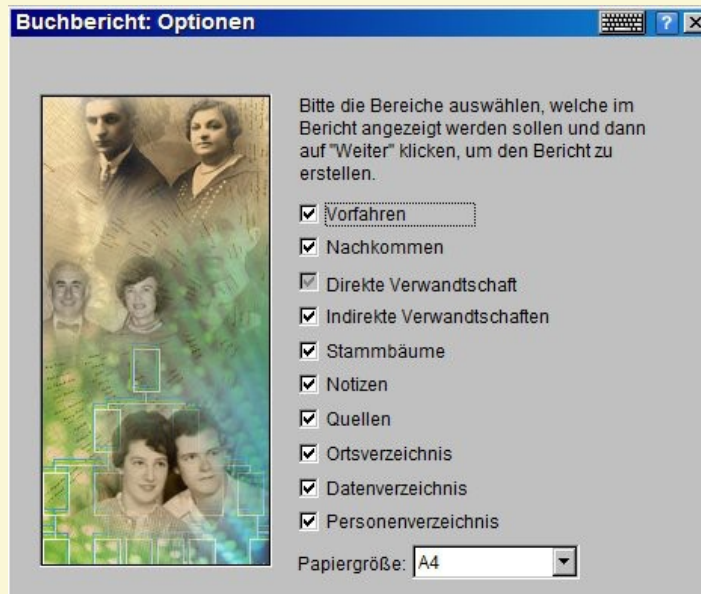 Buchbericht: Optionen
Bitte die Bereiche auswählen, welche im
Bericht angezeigt werden sollen und dann
auf "Weiter" klicken, um den Bericht zu
erstellen.
Vorfahren
Nachkommen
Direkte Verwandtschaft
Indirekte Verwandtschaften
Stammbäume
Notizen
Quellen
Ortsverzeichnis
Datenverzeichnis
Personenverzeichnis
Papiergröße: A4